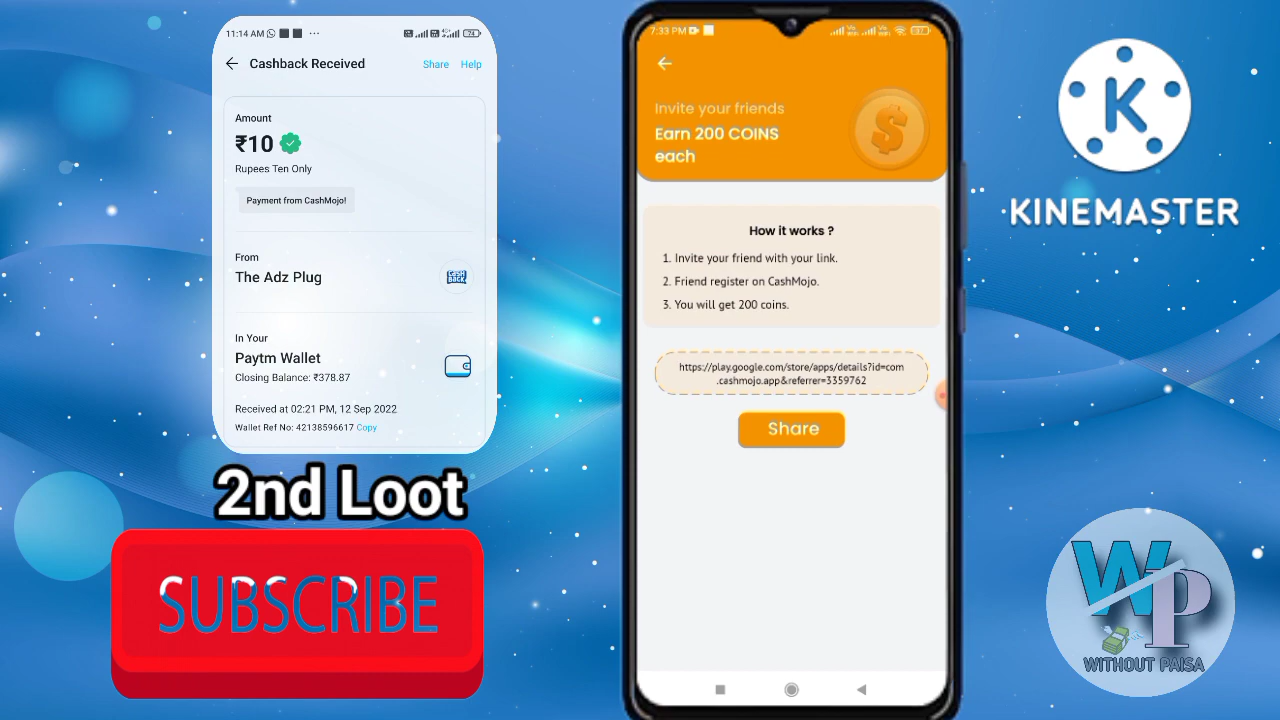 11:14 AM
74
Cashback Received
Share
Help
Amount
₹10
Rupees Ten Only
Payment from CashMojo!
From
The Adz Plug
In Your
Paytm Wallet
Closing Balance: ₹378.87
Received at 02:21 PM, 12 Sep 2022
Wallet Ref No: 42138596617 Copy
2nd Loot
SUBSCRIBE
7:33 PM
Invite your friends
Earn 200 COINS
each
$
How it works ?
1. Invite your friend with your link.
2. Friend register on CashMojo.
3. You will get 200 coins.
https://play.google.com/store/apps/details?id=com
.cashmojo.app&referrer=3359762
Share
K
KINEMASTER
WP
WITHOUT PAISA